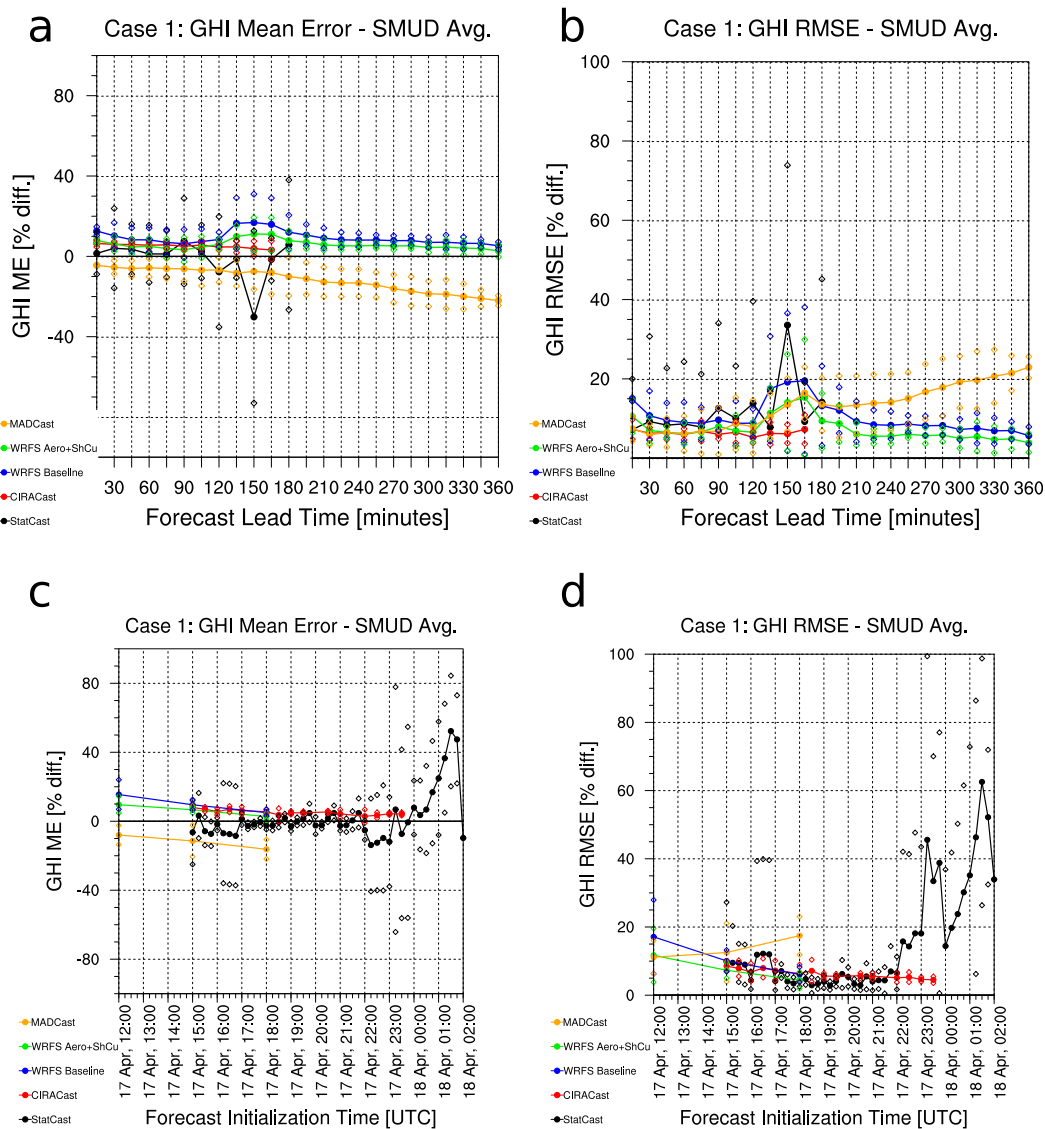 a
Case 1: GHI Mean Error - SMUD Avg.
80
40
0
-40
GHI ME [% diff.]
30 60 90 120 150 180 210 240 270 300 330 360
Forecast Lead Time [minutes]
MADCast
WRFS Aero+ShCu
WRFS Baseline
CIRACast
StatCast
b
Case 1: GHI RMSE - SMUD Avg.
100
80
60
40
20
GHI RMSE [% diff.]
30 60 90 120 150 180 210 240 270 300 330 360
Forecast Lead Time [minutes]
MADCast
WRFS Aero+ShCu
WRFS Baseline
CIRACast
StatCast
c
Case 1: GHI Mean Error - SMUD Avg.
80
40
0
-40
-80
GHI ME [% diff.]
17 Apr, 12:00
17 Apr, 13:00
17 Apr, 14:00
17 Apr, 15:00
17 Apr, 16:00
17 Apr, 17:00
17 Apr, 18:00
17 Apr, 19:00
17 Apr, 20:00
17 Apr, 21:00
17 Apr, 22:00
17 Apr, 23:00
18 Apr, 00:00
18 Apr, 01:00
18 Apr, 02:00
Forecast Initialization Time [UTC]
MADCast
WRFS Aero+ShCu
WRFS Baseline
CIRACast
StatCast
d
Case 1: GHI RMSE - SMUD Avg.
100
80
60
40
20
0
GHI RMSE [% diff.]
17 Apr, 12:00
17 Apr, 13:00
17 Apr, 14:00
17 Apr, 15:00
17 Apr, 16:00
17 Apr, 17:00
17 Apr, 18:00
17 Apr, 19:00
17 Apr, 20:00
17 Apr, 21:00
17 Apr, 22:00
17 Apr, 23:00
18 Apr, 00:00
18 Apr, 01:00
18 Apr, 02:00
Forecast Initialization Time [UTC]
MADCast
WRFS Aero+ShCu
WRFS Baseline
CIRACast
StatCast